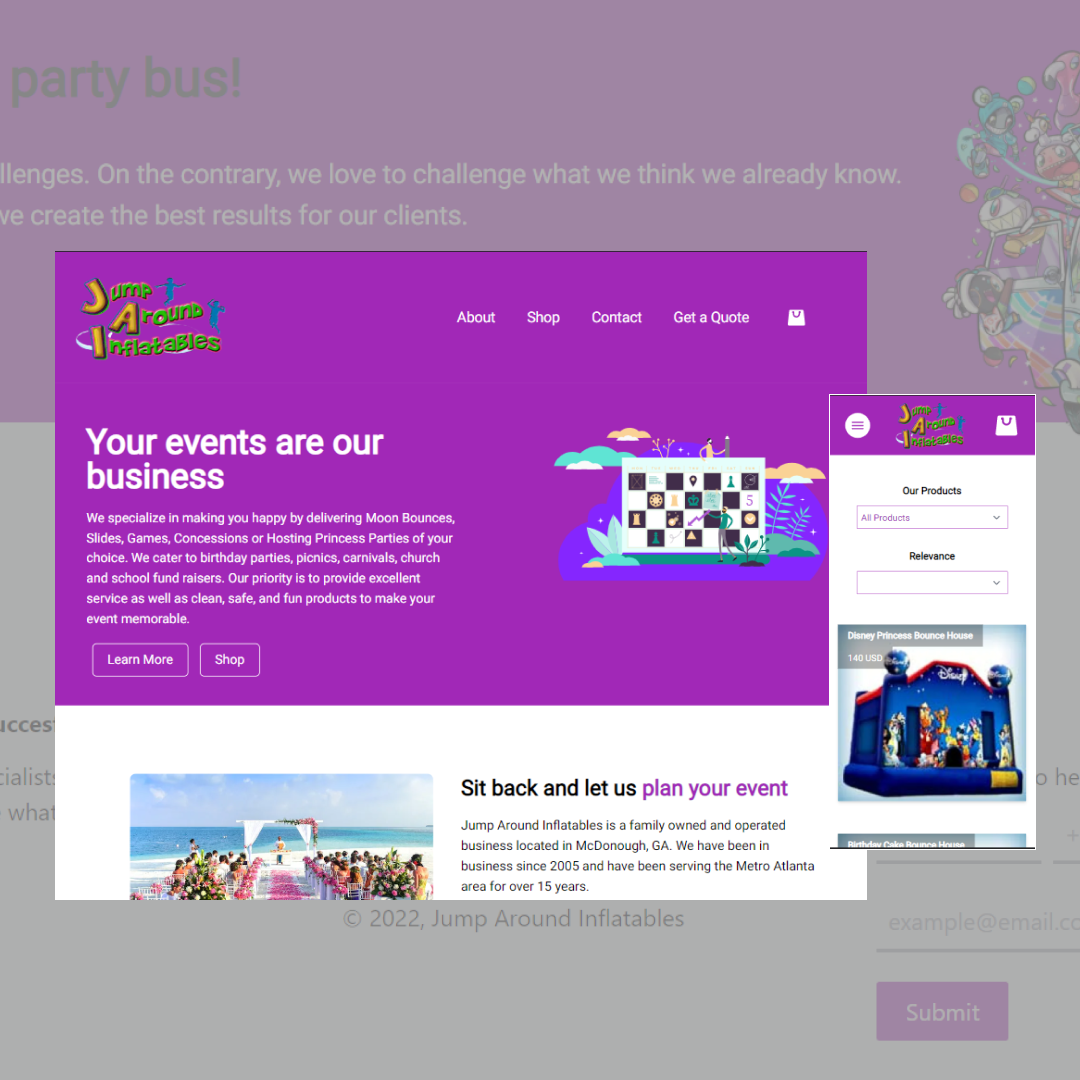 party bus!
llenges. On the contrary, we love to challenge what we think we already know.
we create the best results for our clients.
Jump
Around
Inflatables
About
Shop
Contact
Get a Quote
Your events are our
business
We specialize in making you happy by delivering Moon Bounces,
Slides, Games, Concessions or Hosting Princess Parties of your
choice. We cater to birthday parties, picnics, carnivals, church
and school fund raisers. Our priority is to provide excellent
service as well as clean, safe, and fun products to make your
event memorable.
Learn More
Shop
5
Sit back and let us plan your event
Jump Around Inflatables is a family owned and operated
business located in McDonough, GA. We have been in
business since 2005 and have been serving the Metro Atlanta
area for over 15 years.
Jump
Around
Inflatables
Our Products
All Products
Relevance
Disney Princess Bounce House
140 USD
Disney
Birthday Cake Bounce House
ucces
cialists
what
o he
+
© 2022, Jump Around Inflatables
example@email.co
Submit